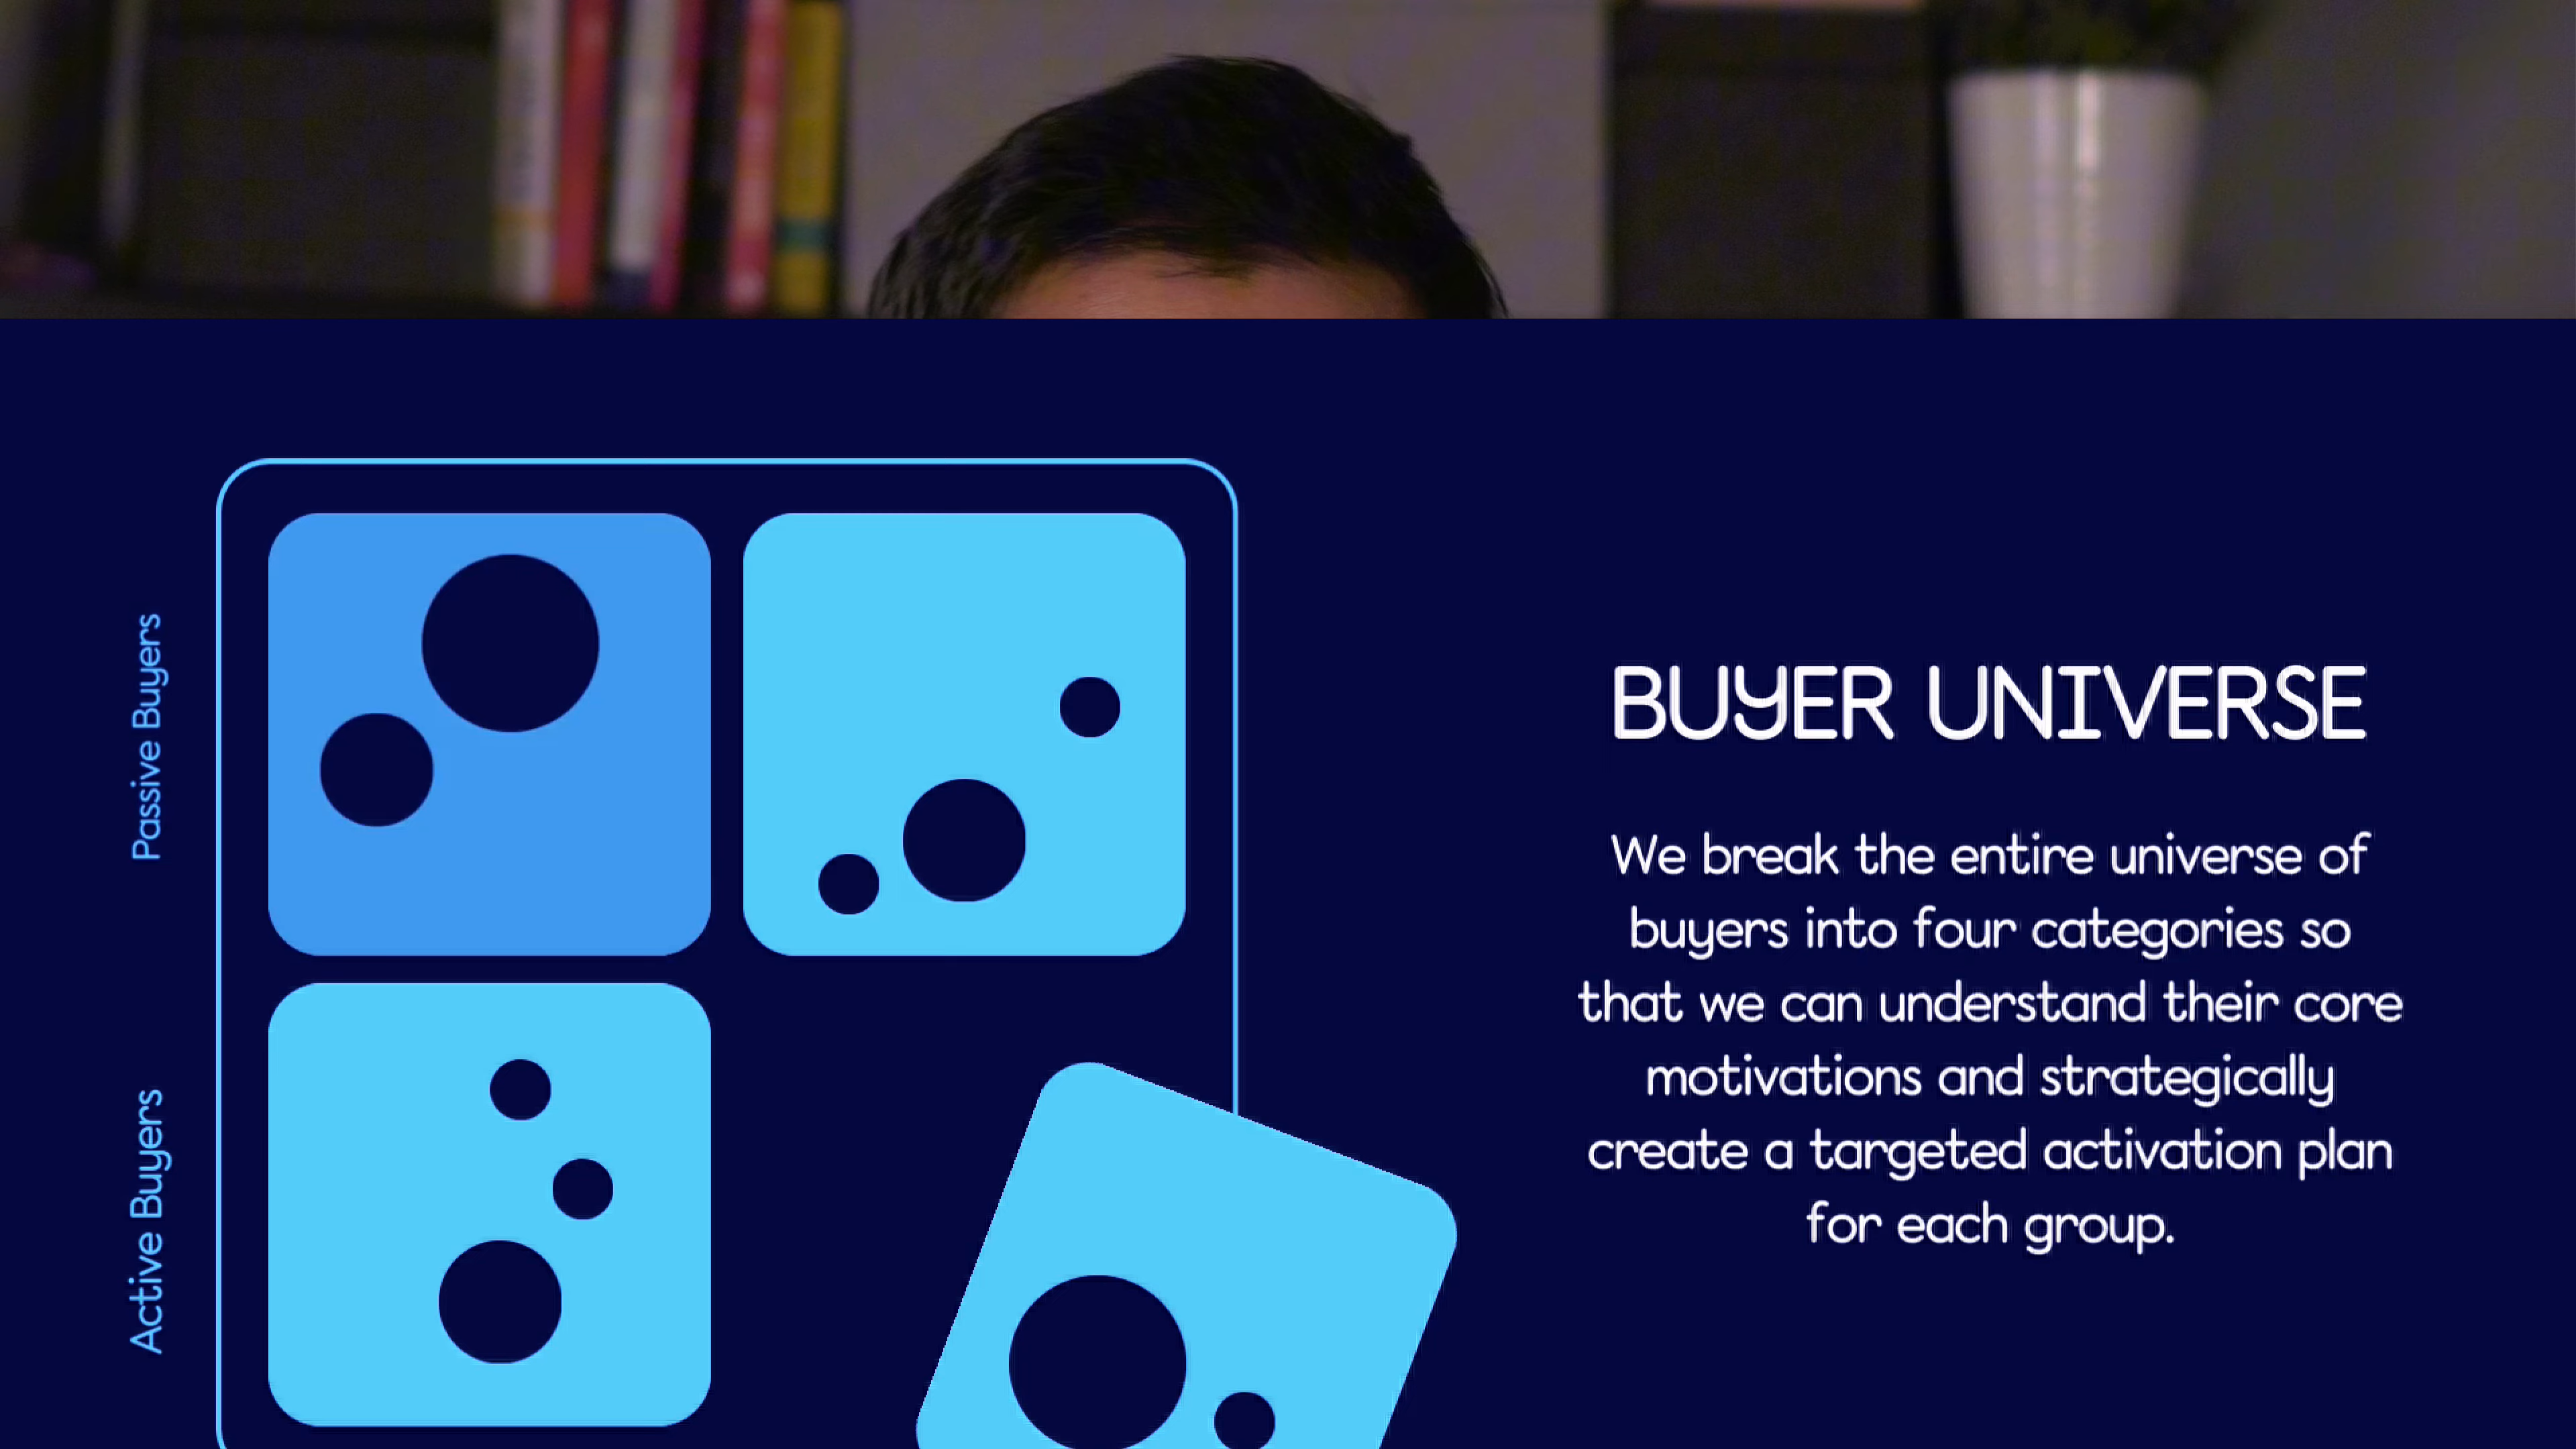 Passive Buyers
Active Buyers
BUYER UNIVERSE
We break the entire universe of
buyers into four categories so
that we can understand their core
motivations and strategically
create a targeted activation plan
for each group.